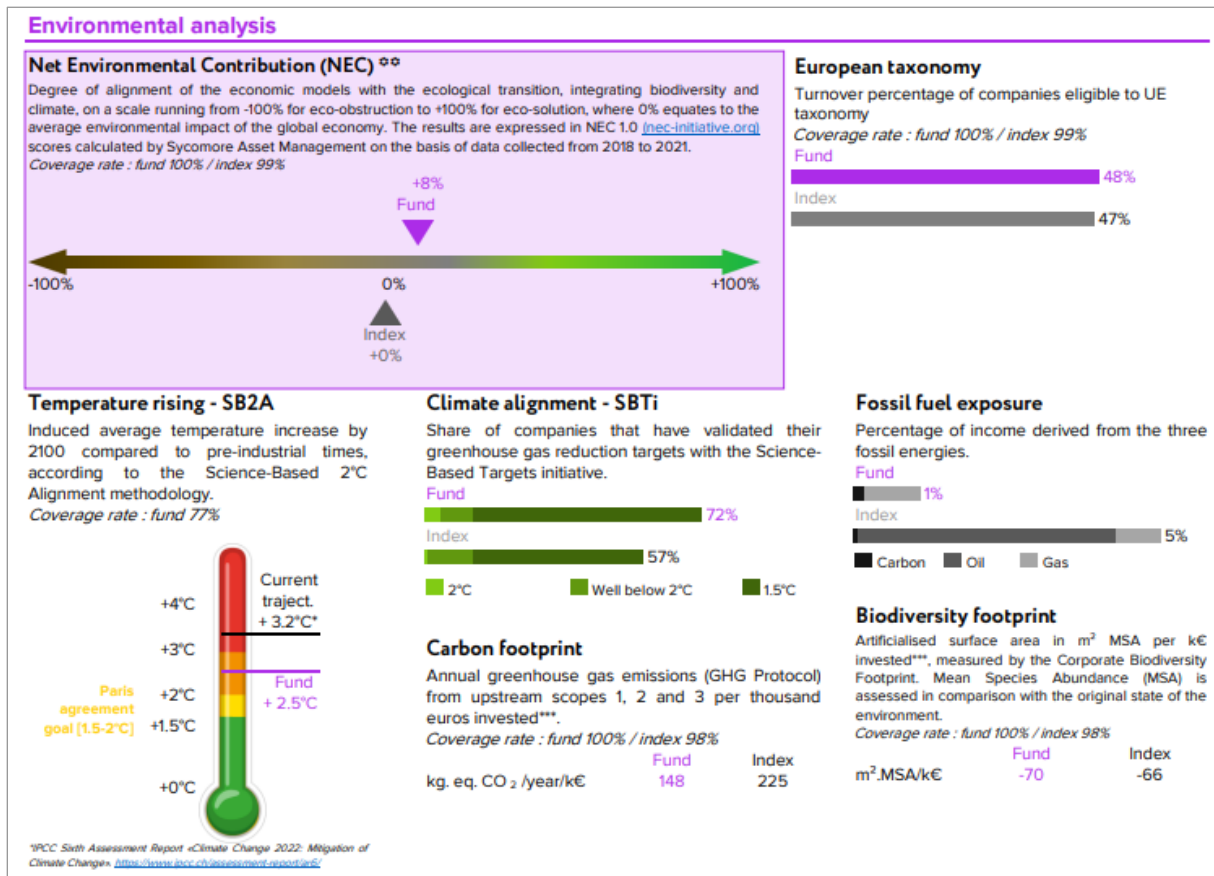 Environmental analysis
Net Environmental Contribution (NEC) **
Degree of alignment of the economic models with the ecological transition, integrating biodiversity and
climate, on a scale running from -100% for eco-obstruction to +100% for eco-solution, where 0% equates to the
average environmental impact of the global economy. The results are expressed in NEC 1.0 (nec-initiative.org)
scores calculated by Sycomore Asset Management on the basis of data collected from 2018 to 2021.
Coverage rate : fund 100% / index 99%
+8%
Fund
-100%
0%
+100%
Index
+0%
European taxonomy
Turnover percentage of companies eligible to UE
taxonomy
Coverage rate : fund 100% / index 99%
Fund
48%
Index
47%
Temperature rising - SB2A
Induced average temperature increase by
2100 compared to pre-industrial times,
according to the Science-Based 2°C
Alignment methodology.
Coverage rate : fund 77%
+4°C
+3°C
+2°C
+1.5°C
+0°C
Current
traject.
+ 3.2°C*
Fund
+ 2.5°C
Paris
agreement
goal [1.5-2°C]
*IPCC Sixth Assessment Report «Climate Change 2022: Mitigation of
Climate Change». https://www.ipcc.ch/assessment-report/ar6/
Climate alignment - SBTi
Share of companies that have validated their
greenhouse gas reduction targets with the Science-
Based Targets initiative.
Fund
72%
Index
57%
2°C
Well below 2°C
1.5°C
Carbon footprint
Annual greenhouse gas emissions (GHG Protocol)
from upstream scopes 1, 2 and 3 per thousand
euros invested***.
Coverage rate : fund 100% / index 98%
Fund Index
kg. eq. CO ₂ /year/k€ 148 225
Fossil fuel exposure
Percentage of income derived from the three
fossil energies.
Fund
1%
Index
5%
Carbon
Oil
Gas
Biodiversity footprint
Artificialised surface area in m² MSA per k€
invested***, measured by the Corporate Biodiversity
Footprint. Mean Species Abundance (MSA) is
assessed in comparison with the original state of the
environment.
Coverage rate : fund 100% / index 98%
Fund Index
m².MSA/k€ -70 -66